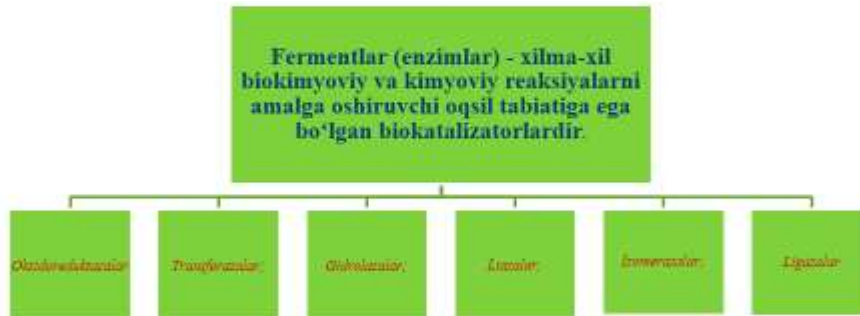 Fermentlar (enzimlar) - xilma-xil
biokimyoviy va kimyoviy reaksiyalarni
amalga oshiruvchi oqsil tabiatiga ega
bo‘lgan biokatalizatorlardir.
Oksidoreduktazalar
Transferazalar;
Gidrolazalar;
Liazalar;
Izomerazalar;
Ligazalar